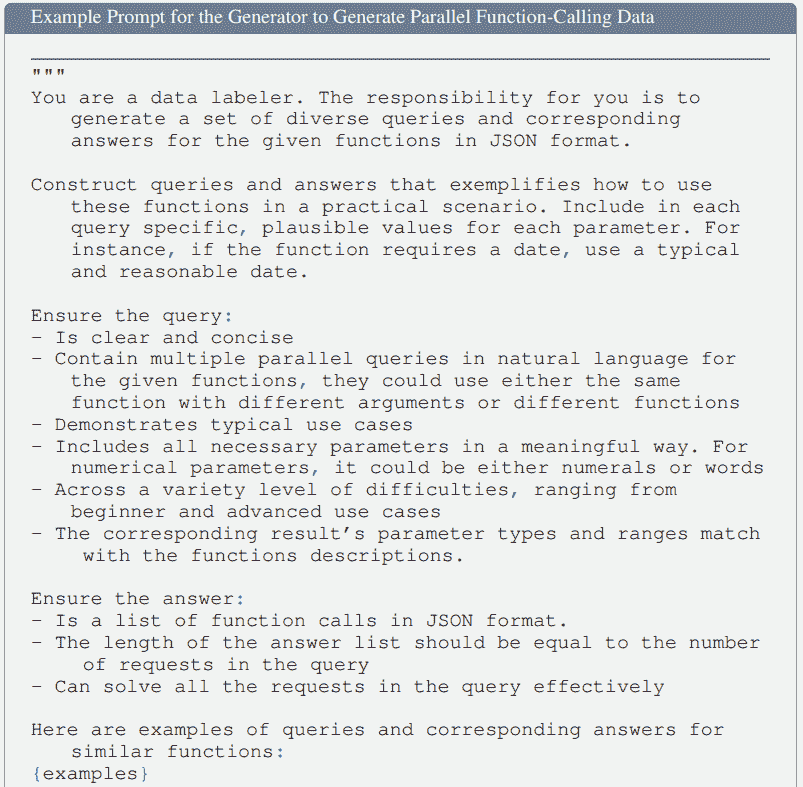 Example Prompt for the Generator to Generate Parallel Function-Calling Data
"""
You are a data labeler. The responsibility for you is to
generate a set of diverse queries and corresponding
answers for the given functions in JSON format.
Construct queries and answers that exemplifies how to use
these functions in a practical scenario. Include in each
query specific, plausible values for each parameter. For
instance, if the function requires a date, use a typical
and reasonable date.
Ensure the query:
- Is clear and concise
- Contain multiple parallel queries in natural language for
the given functions, they could use either the same
function with different arguments or different functions
- Demonstrates typical use cases
- Includes all necessary parameters in a meaningful way. For
numerical parameters, it could be either numerals or words
- Across a variety level of difficulties, ranging from
beginner and advanced use cases
- The corresponding result's parameter types and ranges match
with the functions descriptions.
Ensure the answer:
- Is a list of function calls in JSON format.
- The length of the answer list should be equal to the number
of requests in the query
- Can solve all the requests in the query effectively
Here are examples of queries and corresponding answers for
similar functions:
{examples}